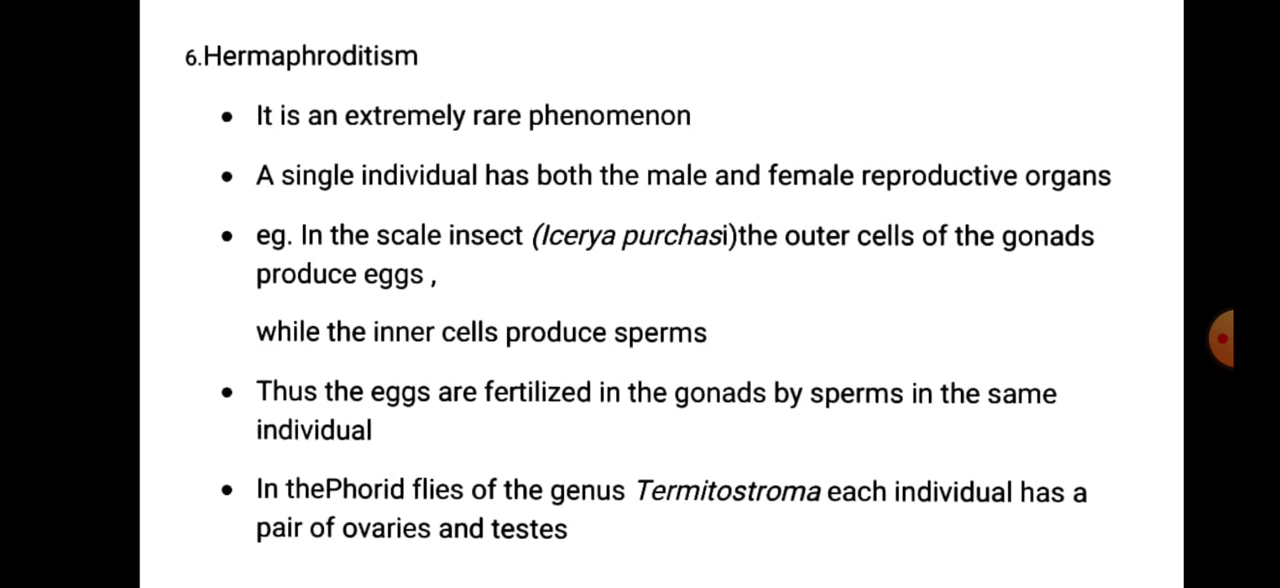 6.Hermaphroditism
• It is an extremely rare phenomenon
• A single individual has both the male and female reproductive organs
• eg. In the scale insect (Icerya purchasi)the outer cells of the gonads
produce eggs ,
while the inner cells produce sperms
• Thus the eggs are fertilized in the gonads by sperms in the same
individual
• In thePhorid flies of the genus Termitostroma each individual has a
pair of ovaries and testes